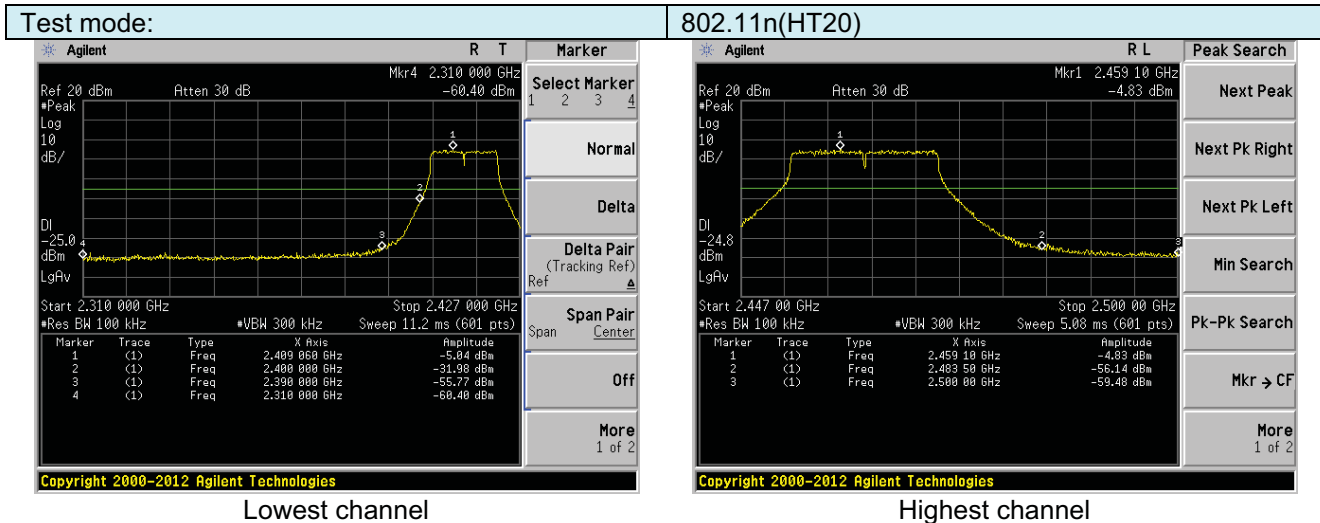 Test mode: 802.11n(HT20)
Agilent R T Marker
Mkr4 2.310 000 GHz
Ref 20 dBm Atten 30 dB -60.40 dBm
#Peak
Log
10
dB/
DI
-25.0
dBm
LgAv
1
2
3
4
Start 2.310 000 GHz Stop 2.427 000 GHz
#Res BW 100 kHz #VBW 300 kHz Sweep 11.2 ms (601 pts)
Marker Trace Type X Axis Amplitude
1 (1) Freq 2.409 060 GHz -5.04 dBm
2 (1) Freq 2.400 000 GHz -31.98 dBm
3 (1) Freq 2.390 000 GHz -55.77 dBm
4 (1) Freq 2.310 000 GHz -60.40 dBm
Select Marker
1 2 3 4
Normal
Delta
Delta Pair
(Tracking Ref)
Ref Δ
Span Pair
Span Center
Off
More
1 of 2
Copyright 2000-2012 Agilent Technologies
Lowest channel
Agilent R L Peak Search
Mkr1 2.459 10 GHz
Ref 20 dBm Atten 30 dB -4.83 dBm
#Peak
Log
10
dB/
DI
-24.8
dBm
LgAv
1
2
3
Start 2.447 00 GHz Stop 2.500 00 GHz
#Res BW 100 kHz #VBW 300 kHz Sweep 5.08 ms (601 pts)
Marker Trace Type X Axis Amplitude
1 (1) Freq 2.459 10 GHz -4.83 dBm
2 (1) Freq 2.483 50 GHz -56.14 dBm
3 (1) Freq 2.500 00 GHz -59.48 dBm
Next Peak
Next Pk Right
Next Pk Left
Min Search
Pk-Pk Search
Mkr → CF
More
1 of 2
Copyright 2000-2012 Agilent Technologies
Highest channel